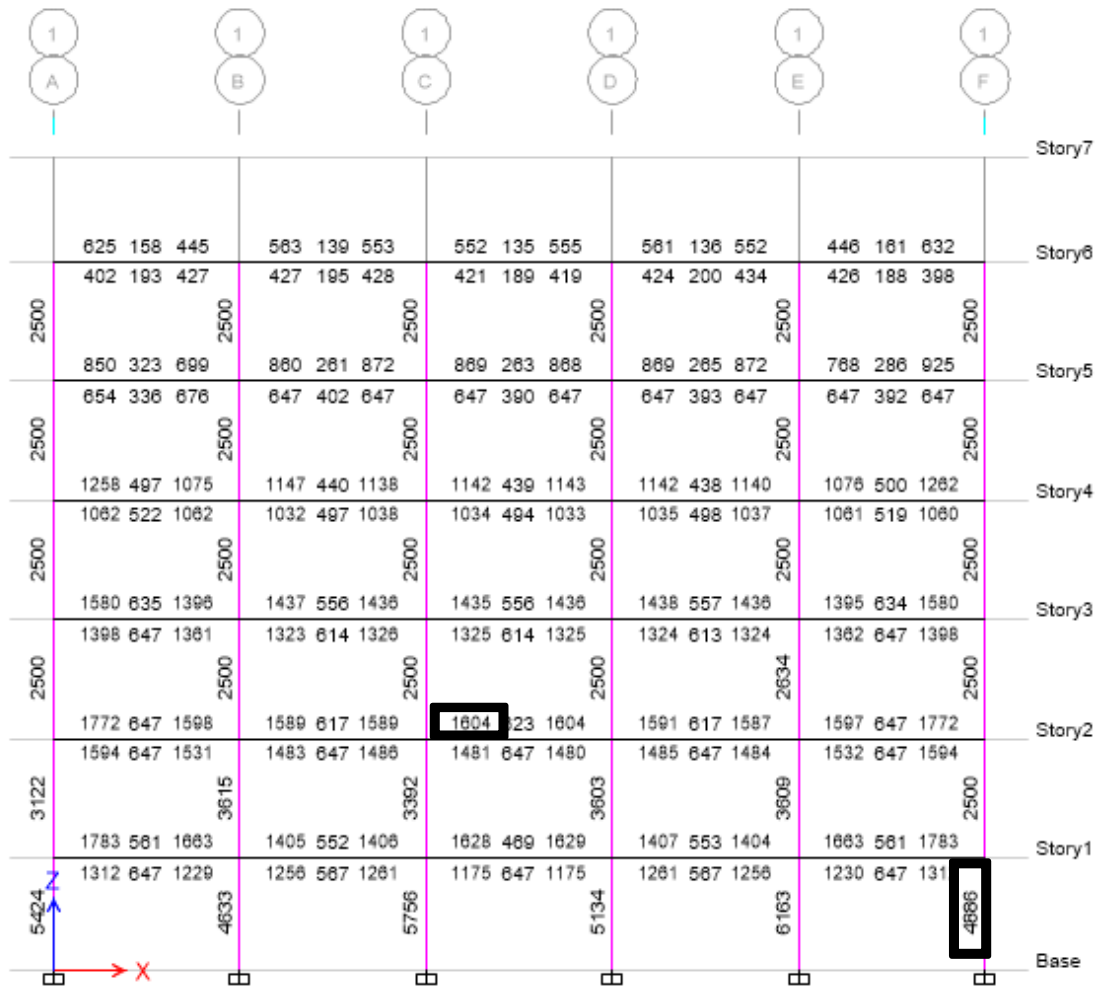 1 1 1 1 1 1
A B C D E F
Story7
625 158 445 563 139 553 552 135 555 561 136 552 446 161 632
Story6
402 193 427 427 195 428 421 189 419 424 200 434 426 188 398
2500 2500 2500 2500 2500 2500
850 323 699 860 261 872 869 263 868 869 265 872 768 286 925
Story5
654 336 676 647 402 647 647 390 647 647 393 647 647 392 647
2500 2500 2500 2500 2500 2500
1258 497 1075 1147 440 1138 1142 439 1143 1142 438 1140 1076 500 1262
Story4
1062 522 1062 1032 497 1038 1034 494 1033 1035 498 1037 1061 519 1060
2500 2500 2500 2500 2500 2500
1580 635 1396 1437 556 1436 1435 556 1436 1438 557 1436 1395 634 1580
Story3
1398 647 1361 1323 614 1326 1325 614 1325 1324 613 1324 1362 647 1398
2500 2500 2500 2500 2634 2500
1772 647 1598 1589 617 1589 1604 1604 1591 617 1587 1597 647 1772
Story2
1594 647 1531 1483 647 1486 1481 647 1480 1485 647 1484 1532 647 1594
3122 3615 3392 3603 3609 2500
1783 561 1663 1405 552 1406 1628 469 1629 1407 553 1404 1663 561 1783
Story1
1312 647 1229 1256 567 1261 1175 647 1175 1261 567 1256 1230 647
Z
5424 4633 5756 5134 6163 4886
X
Base